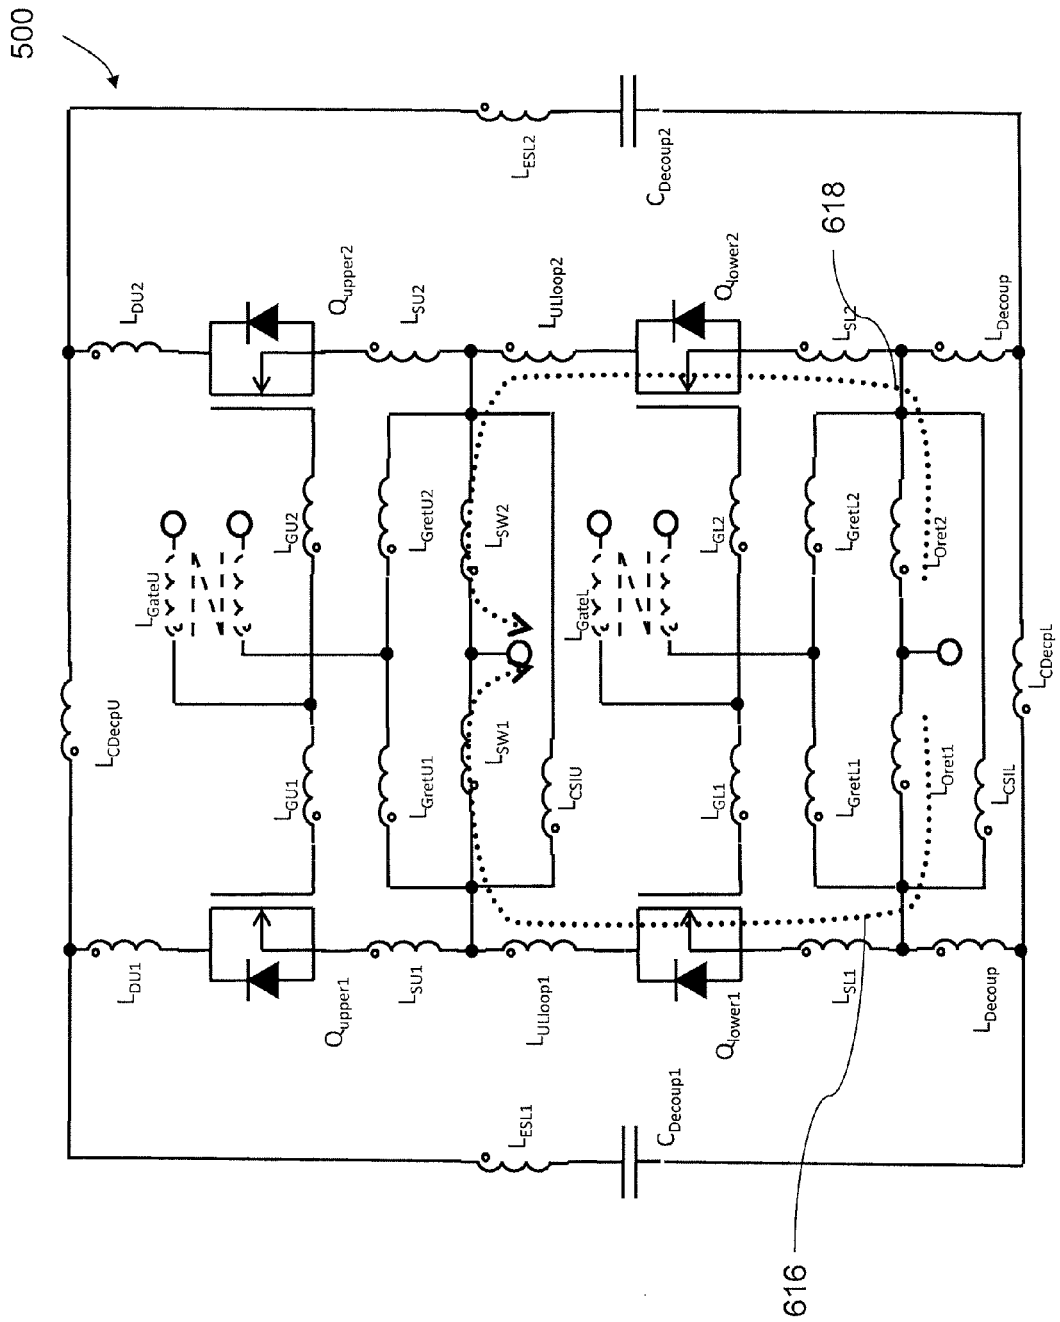 500
L_DU2
Q_upper2
L_SU2
L_ULloop2
Q_lower2
L_SL2
L_Decoup
L_ESL2
C_Decoup2
618
L_CDecpU
L_GateU
L_GU2
L_GretU2
L_SW2
L_GateL
L_GL2
L_GretL2
L_Oret2
L_CDecpL
L_GU1
L_GretU1
L_SW1
L_CSIU
L_GL1
L_GretL1
L_Oret1
L_CSIL
L_DU1
Q_upper1
L_SU1
L_ULloop1
Q_lower1
L_SL1
L_Decoup
L_ESL1
C_Decoup1
616